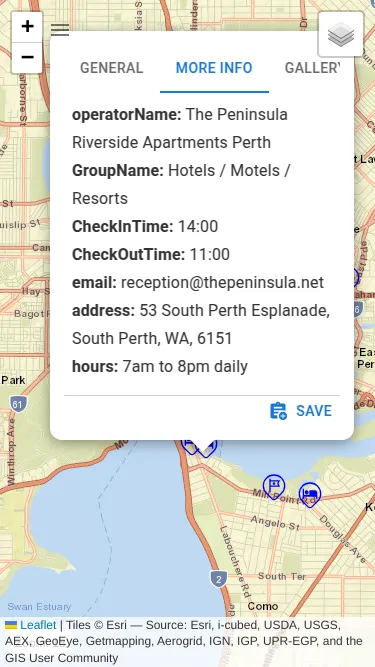 +
−
GENERAL
MORE INFO
GALLERY
operatorName: The Peninsula
Riverside Apartments Perth
GroupName: Hotels / Motels /
Resorts
CheckInTime: 14:00
CheckOutTime: 11:00
email: reception@thepeninsula.net
address: 53 South Perth Esplanade,
South Perth, WA, 6151
hours: 7am to 8pm daily
SAVE
Park
61
Winthrop Ave
Mill Point Rd
Angelo St
Douglas Ave
Labouchere Rd
2
South Ter
Swan Estuary
Como
Leaflet | Tiles © Esri — Source: Esri, i-cubed, USDA, USGS,
AEX, GeoEye, Getmapping, Aerogrid, IGN, IGP, UPR-EGP, and the
GIS User Community